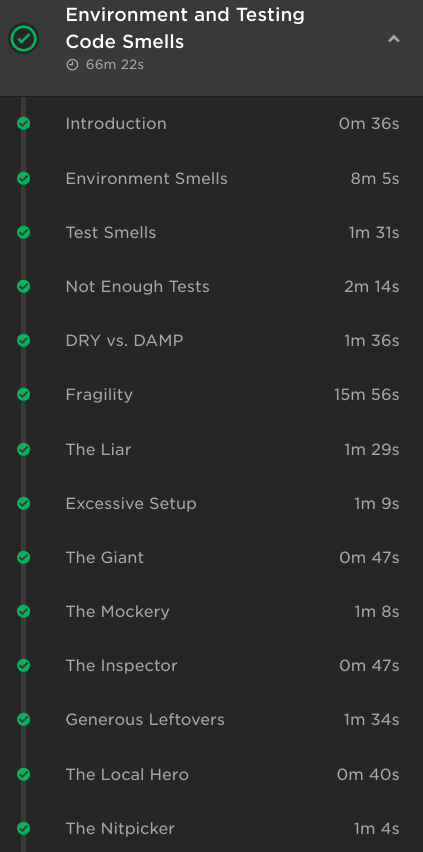 Environment and Testing
Code Smells
66m 22s
Introduction 0m 36s
Environment Smells 8m 5s
Test Smells 1m 31s
Not Enough Tests 2m 14s
DRY vs. DAMP 1m 36s
Fragility 15m 56s
The Liar 1m 29s
Excessive Setup 1m 9s
The Giant 0m 47s
The Mockery 1m 8s
The Inspector 0m 47s
Generous Leftovers 1m 34s
The Local Hero 0m 40s
The Nitpicker 1m 4s